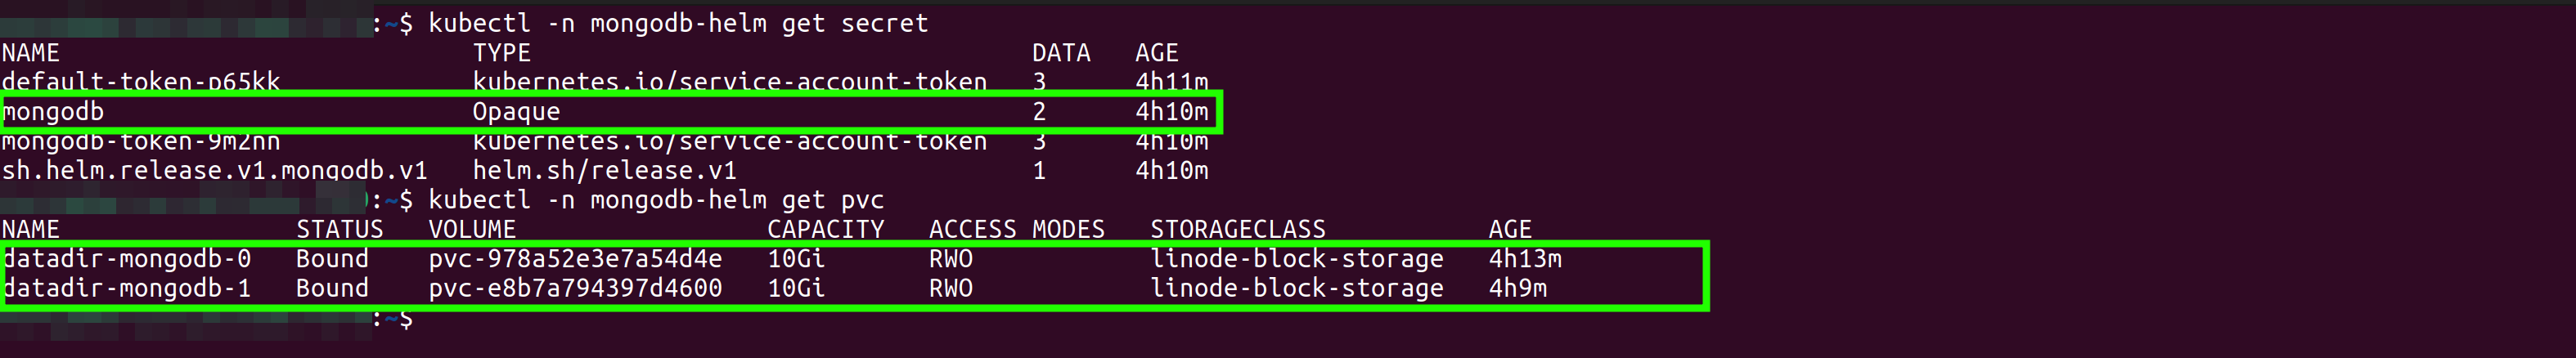 :~$ kubectl -n mongodb-helm get secret
NAME TYPE DATA AGE
default-token-p65kk kubernetes.io/service-account-token 3 4h11m
mongodb Opaque 2 4h10m
mongodb-token-9m2nn kubernetes.io/service-account-token 3 4h10m
sh.helm.release.v1.mongodb.v1 helm.sh/release.v1 1 4h10m
:~$ kubectl -n mongodb-helm get pvc
NAME STATUS VOLUME CAPACITY ACCESS MODES STORAGECLASS AGE
datadir-mongodb-0 Bound pvc-978a52e3e7a54d4e 10Gi RWO linode-block-storage 4h13m
datadir-mongodb-1 Bound pvc-e8b7a794397d4600 10Gi RWO linode-block-storage 4h9m
:~$